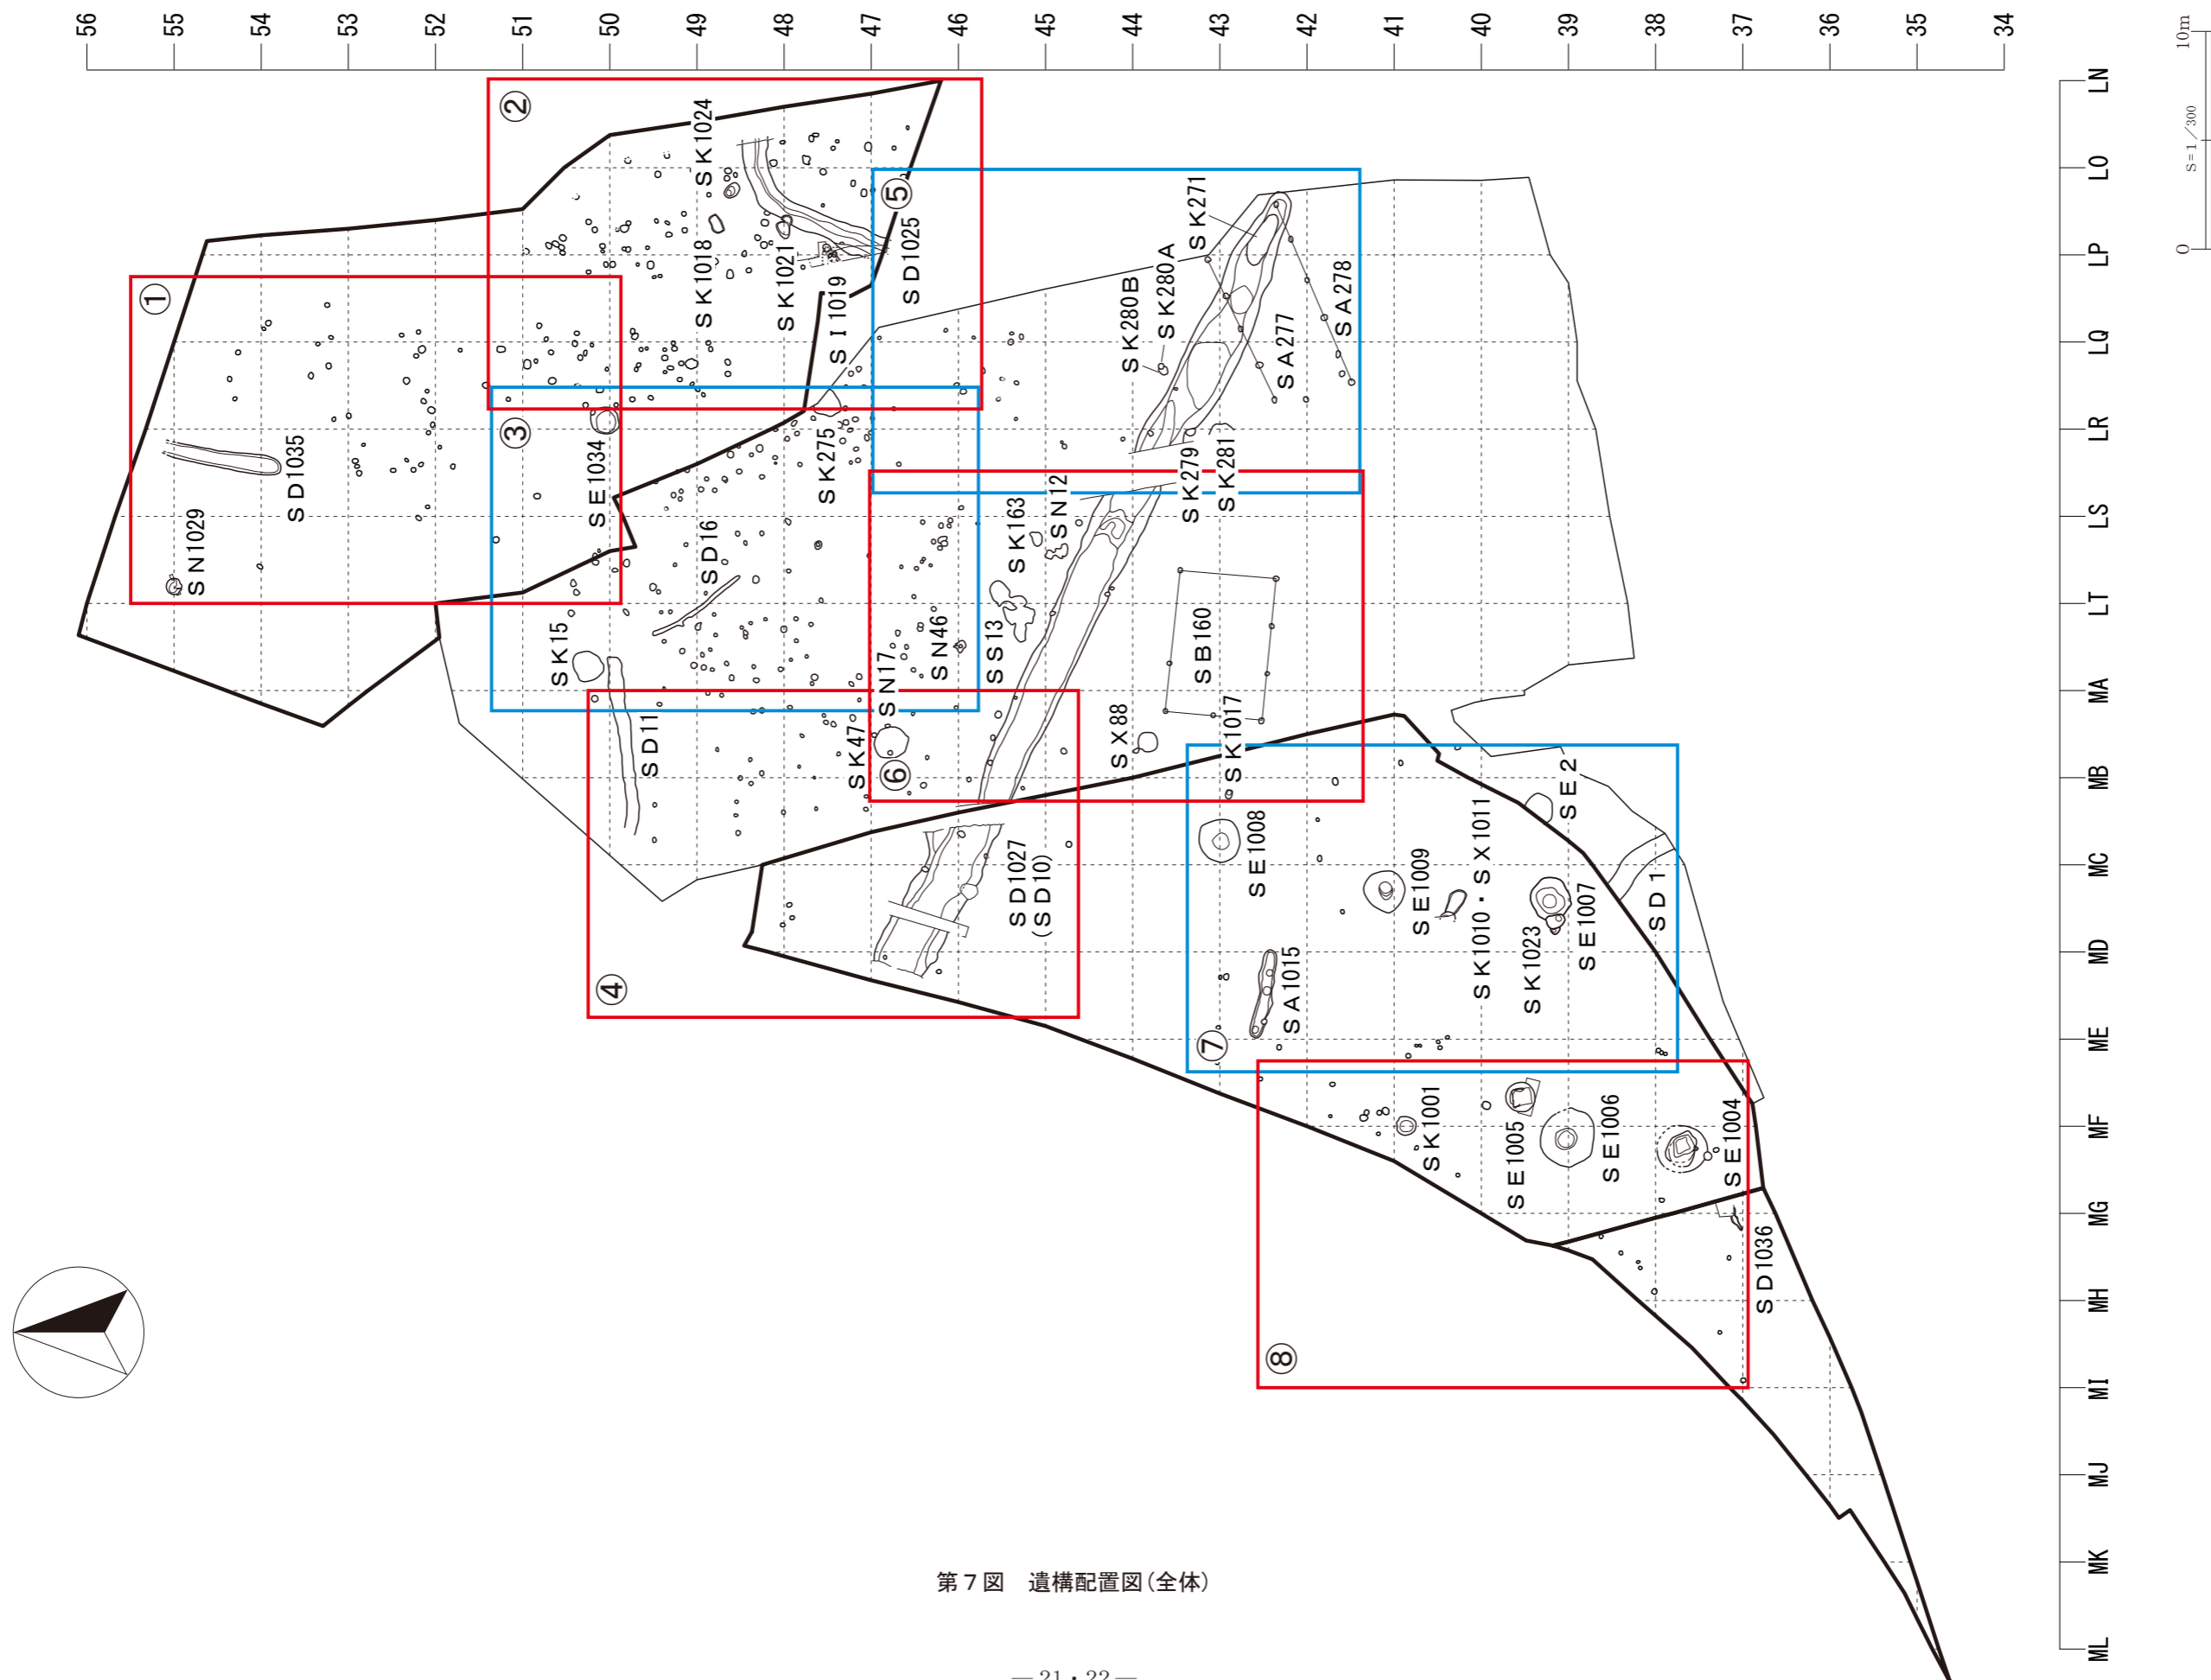 56
55
54
53
52
51
50
49
48
47
46
45
44
43
42
41
40
39
38
37
36
35
34
LN
LO
LP
LQ
LR
LS
LT
MA
MB
MC
MD
ME
MF
MG
MH
MI
MJ
MK
ML
0
S=1/300
10m
①
②
③
④
⑤
⑥
⑦
⑧
SN1029
SD1035
SE1034
SK1024
SK1018
SK1021
SI1019
SD1025
SK275
SD16
SK15
SD11
SK47
SN17
SN46
SS13
SK163
SN12
SK280B
SK280A
SK271
SA277
SA278
SK279
SK281
SB160
SX88
SK1017
SD1027
(SD10)
SE1008
SE1009
SA1015
SK1010・SX1011
SK1023
SE1007
SE2
SD1
SK1001
SE1005
SE1006
SE1004
SD1036
第7図 遺構配置図(全体)
— 21・22 —